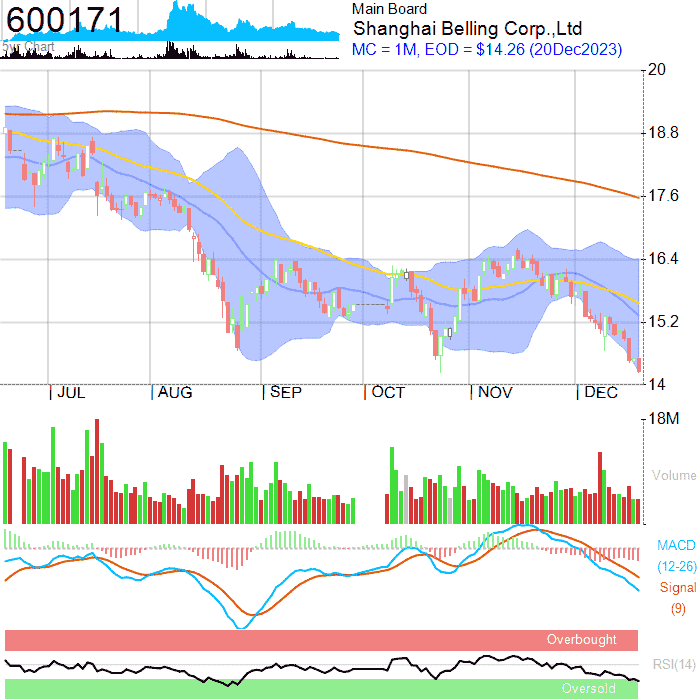 600171
5yr Chart
Main Board
Shanghai Belling Corp.,Ltd
MC = 1M, EOD = $14.26 (20Dec2023)
20
18.8
17.6
16.4
15.2
14
JUL AUG SEP OCT NOV DEC
18M
Volume
MACD
(12-26)
Signal
(9)
Overbought
RSI(14)
Oversold